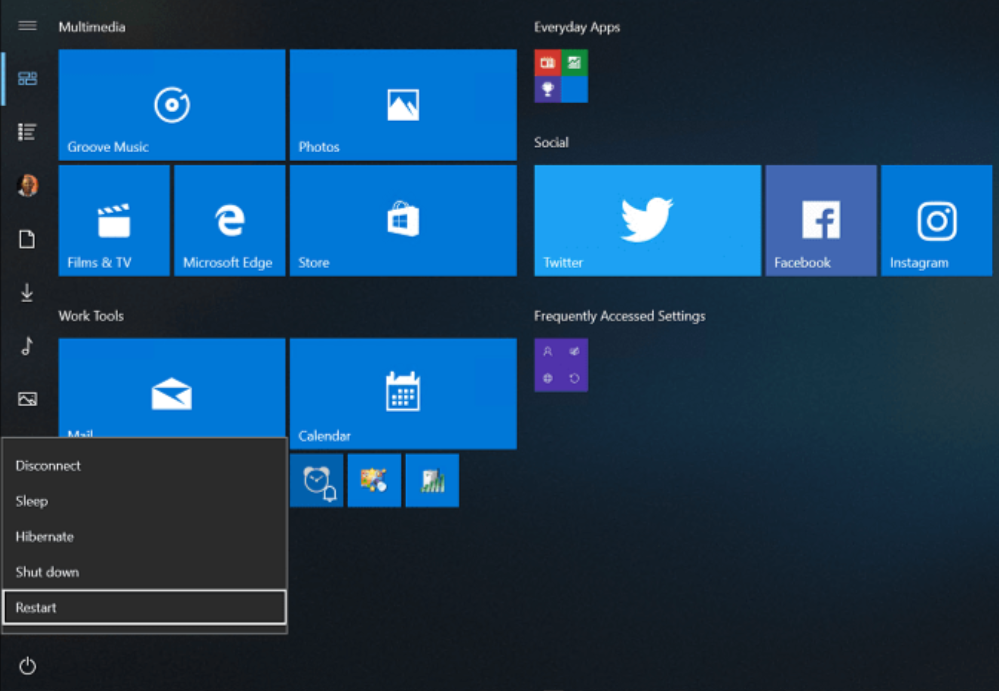 Multimedia
Everyday Apps
Groove Music
Photos
Social
Films & TV
Microsoft Edge
Store
Twitter
Facebook
Instagram
Work Tools
Frequently Accessed Settings
Mail
Calendar
Disconnect
Sleep
Hibernate
Shut down
Restart